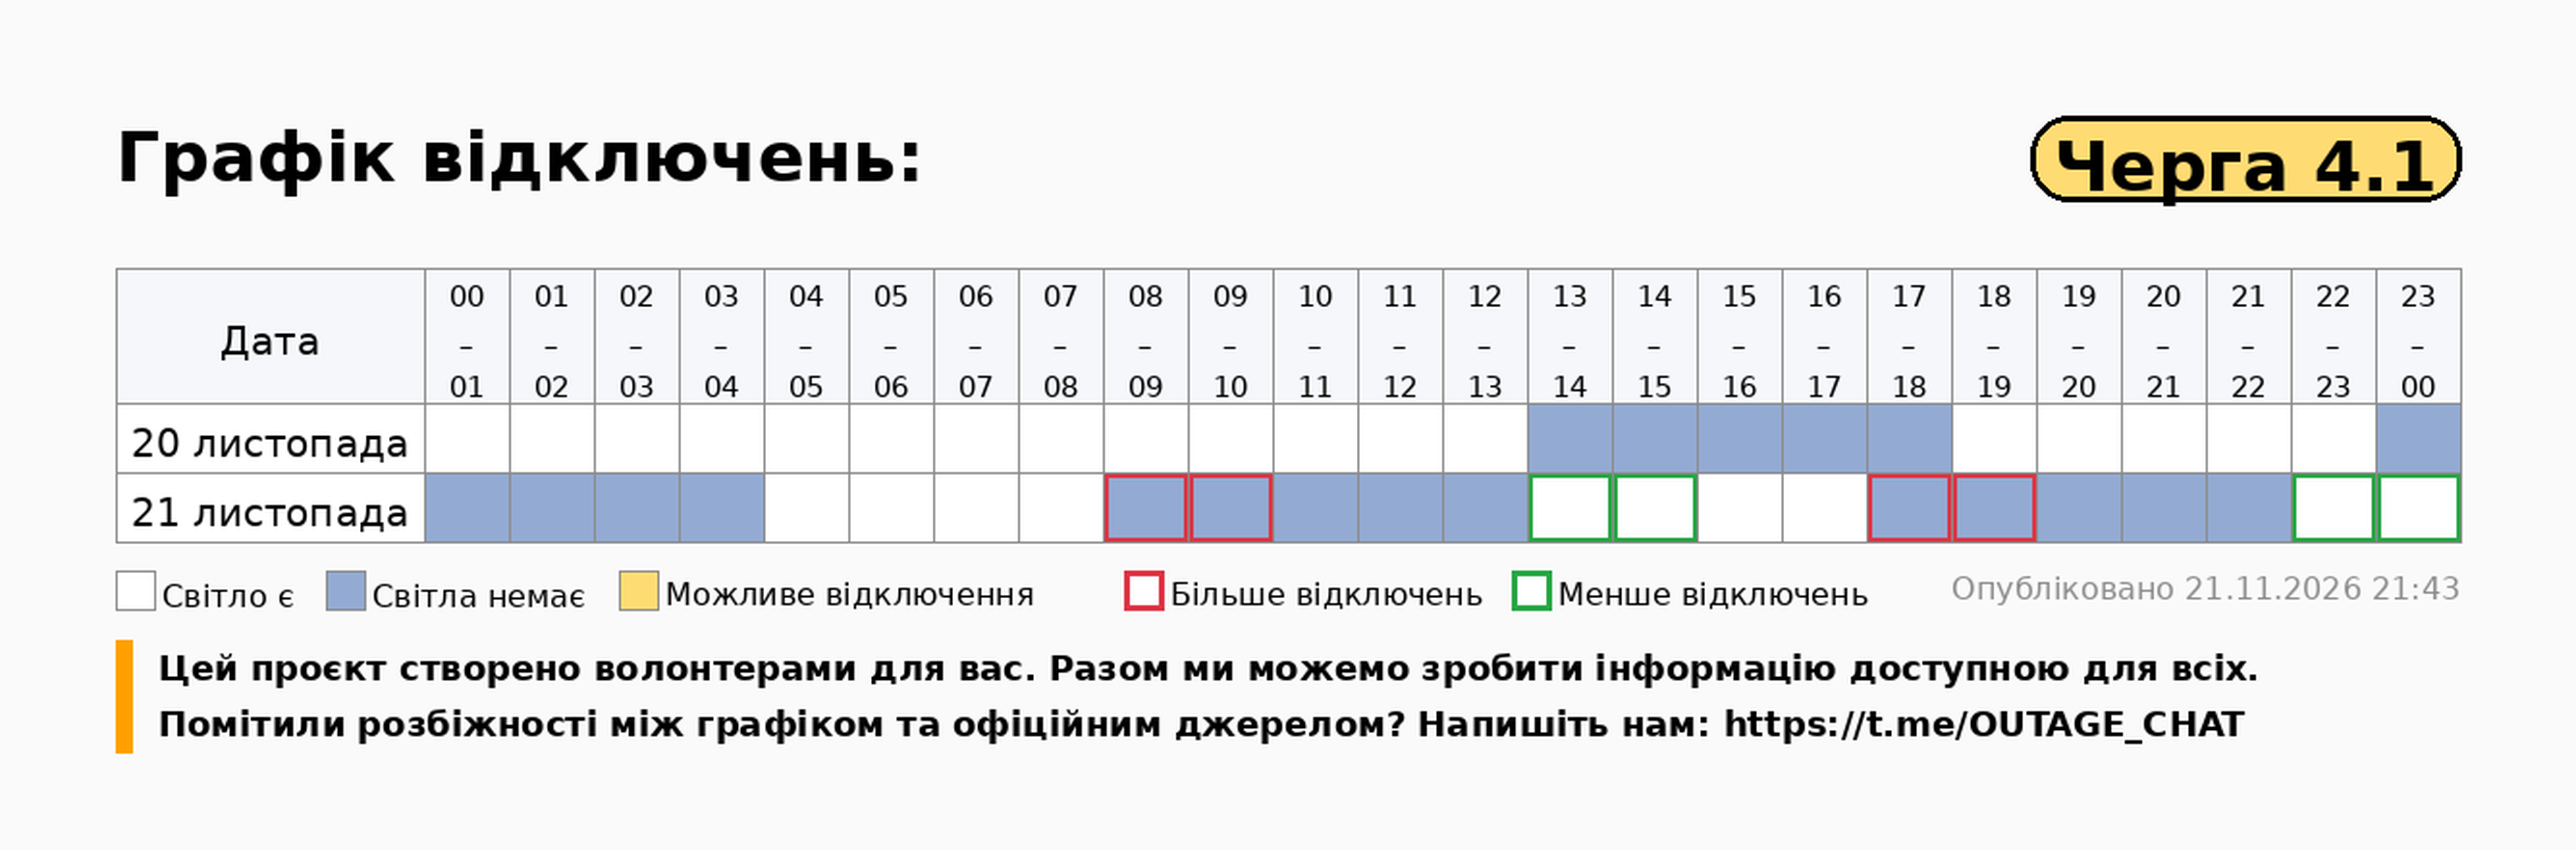 Графік відключень:
Черга 4.1
Дата
00 – 01
01 – 02
02 – 03
03 – 04
04 – 05
05 – 06
06 – 07
07 – 08
08 – 09
09 – 10
10 – 11
11 – 12
12 – 13
13 – 14
14 – 15
15 – 16
16 – 17
17 – 18
18 – 19
19 – 20
20 – 21
21 – 22
22 – 23
23 – 00
20 листопада
21 листопада
Світло є
Світла немає
Можливе відключення
Більше відключень
Менше відключень
Опубліковано 21.11.2026 21:43
Цей проєкт створено волонтерами для вас. Разом ми можемо зробити інформацію доступною для всіх.
Помітили розбіжності між графіком та офіційним джерелом? Напишіть нам: https://t.me/OUTAGE_CHAT